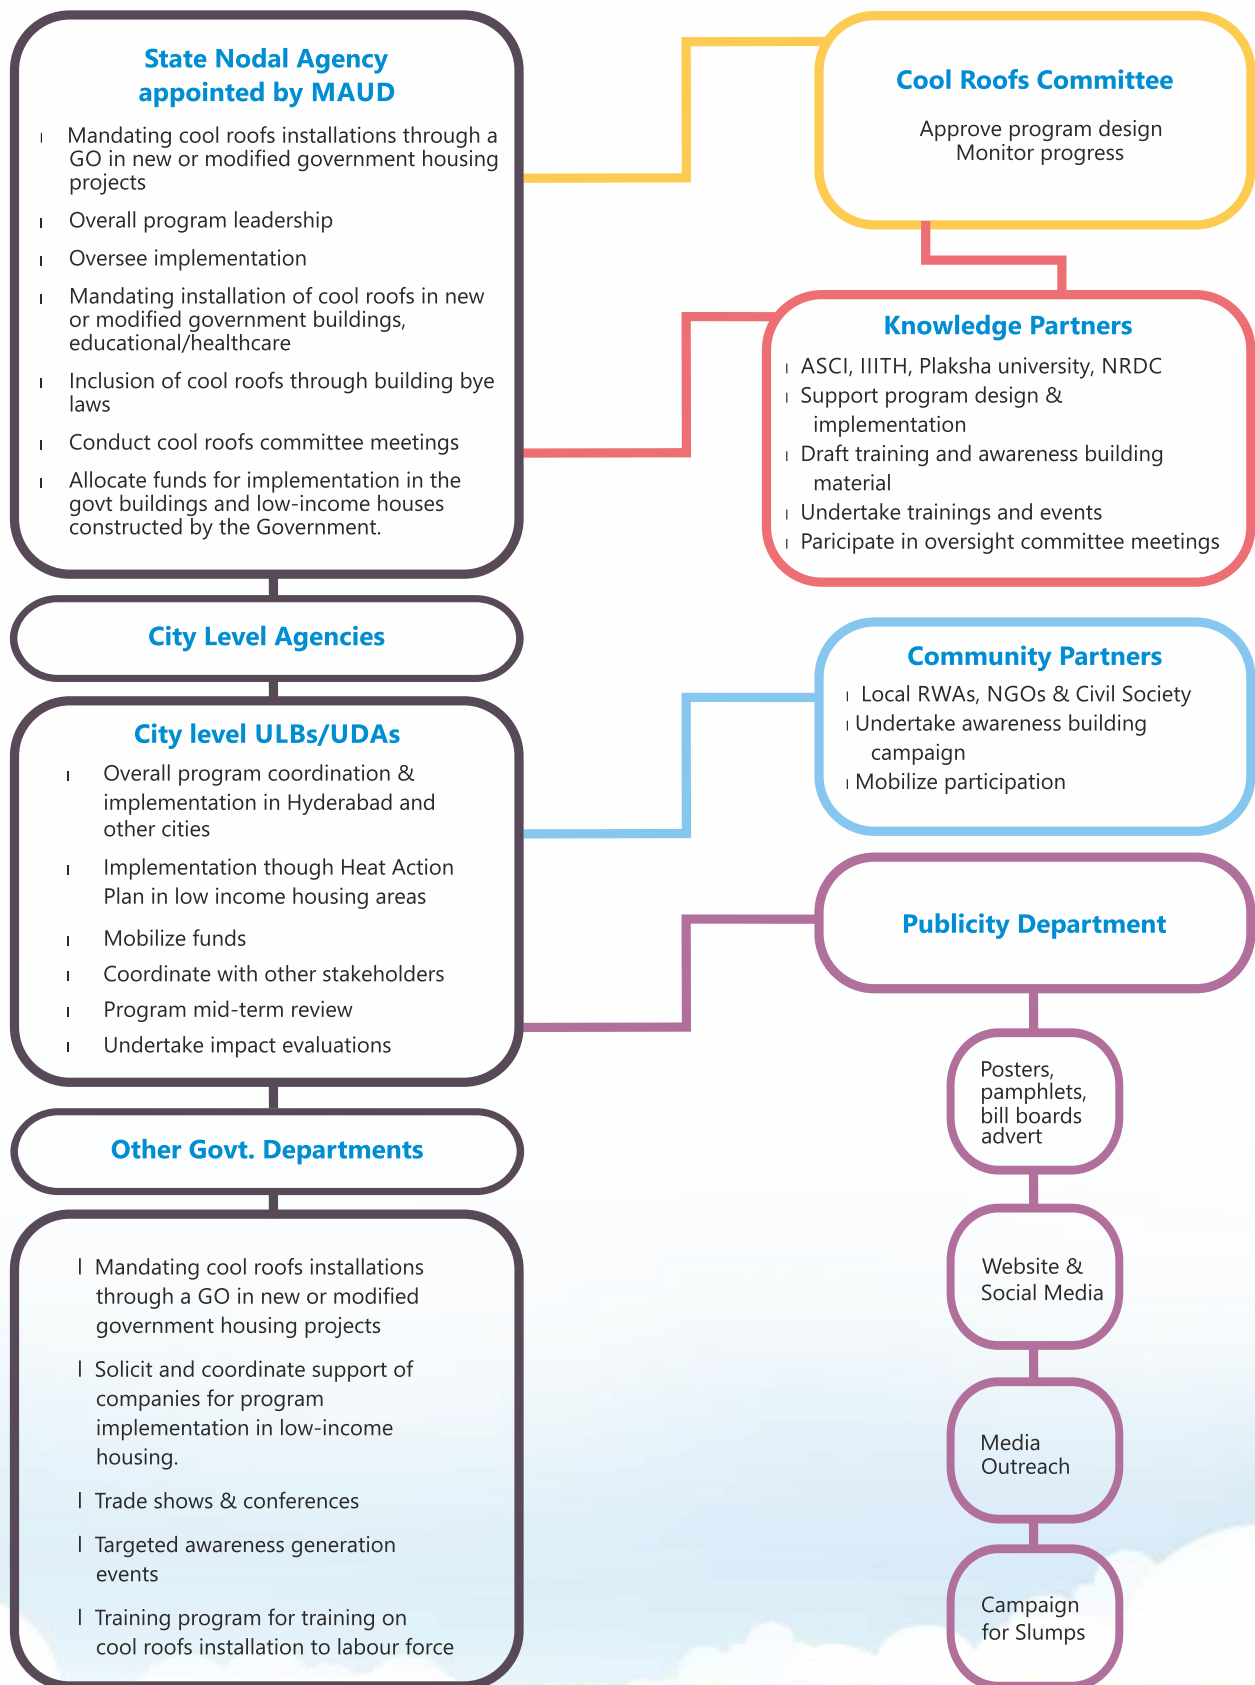 State Nodal Agency
appointed by MAUD
l Mandating cool roofs installations through a
GO in new or modified government housing
projects
l Overall program leadership
l Oversee implementation
l Mandating installation of cool roofs in new
or modified government buildings,
educational/healthcare
l Inclusion of cool roofs through building bye
laws
l Conduct cool roofs committee meetings
l Allocate funds for implementation in the
govt buildings and low-income houses
constructed by the Government.
City Level Agencies
City level ULBs/UDAs
l Overall program coordination &
implementation in Hyderabad and
other cities
l Implementation though Heat Action
Plan in low income housing areas
l Mobilize funds
l Coordinate with other stakeholders
l Program mid-term review
l Undertake impact evaluations
Other Govt. Departments
l Mandating cool roofs installations
through a GO in new or modified
government housing projects
l Solicit and coordinate support of
companies for program
implementation in low-income
housing.
l Trade shows & conferences
l Targeted awareness generation
events
l Training program for training on
cool roofs installation to labour force
Cool Roofs Committee
Approve program design
Monitor progress
Knowledge Partners
l ASCI, IIITH, Plaksha university, NRDC
l Support program design &
implementation
l Draft training and awareness building
material
l Undertake trainings and events
l Paricipate in oversight committee meetings
Community Partners
l Local RWAs, NGOs & Civil Society
l Undertake awareness building
campaign
l Mobilize participation
Publicity Department
Posters,
pamphlets,
bill boards
advert
Website &
Social Media
Media
Outreach
Campaign
for Slumps